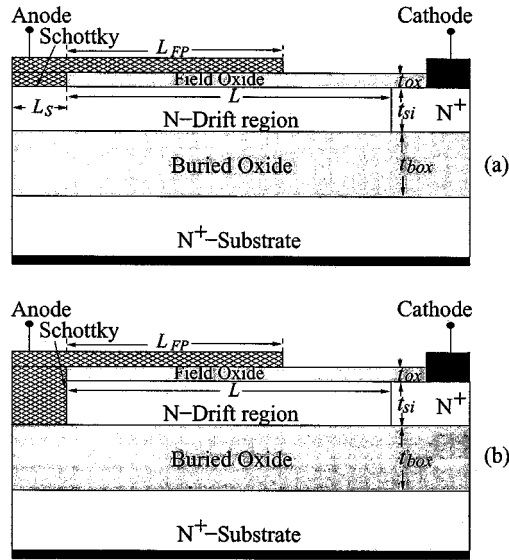 Anode
Cathode
Schottky
L_FP
Field Oxide
t_ox
L_S
L
t_si
N–Drift region
N⁺
Buried Oxide
t_box
(a)
N⁺–Substrate
Anode
Cathode
Schottky
L_FP
Field Oxide
t_ox
L
t_si
N–Drift region
N⁺
Buried Oxide
t_box
(b)
N⁺–Substrate